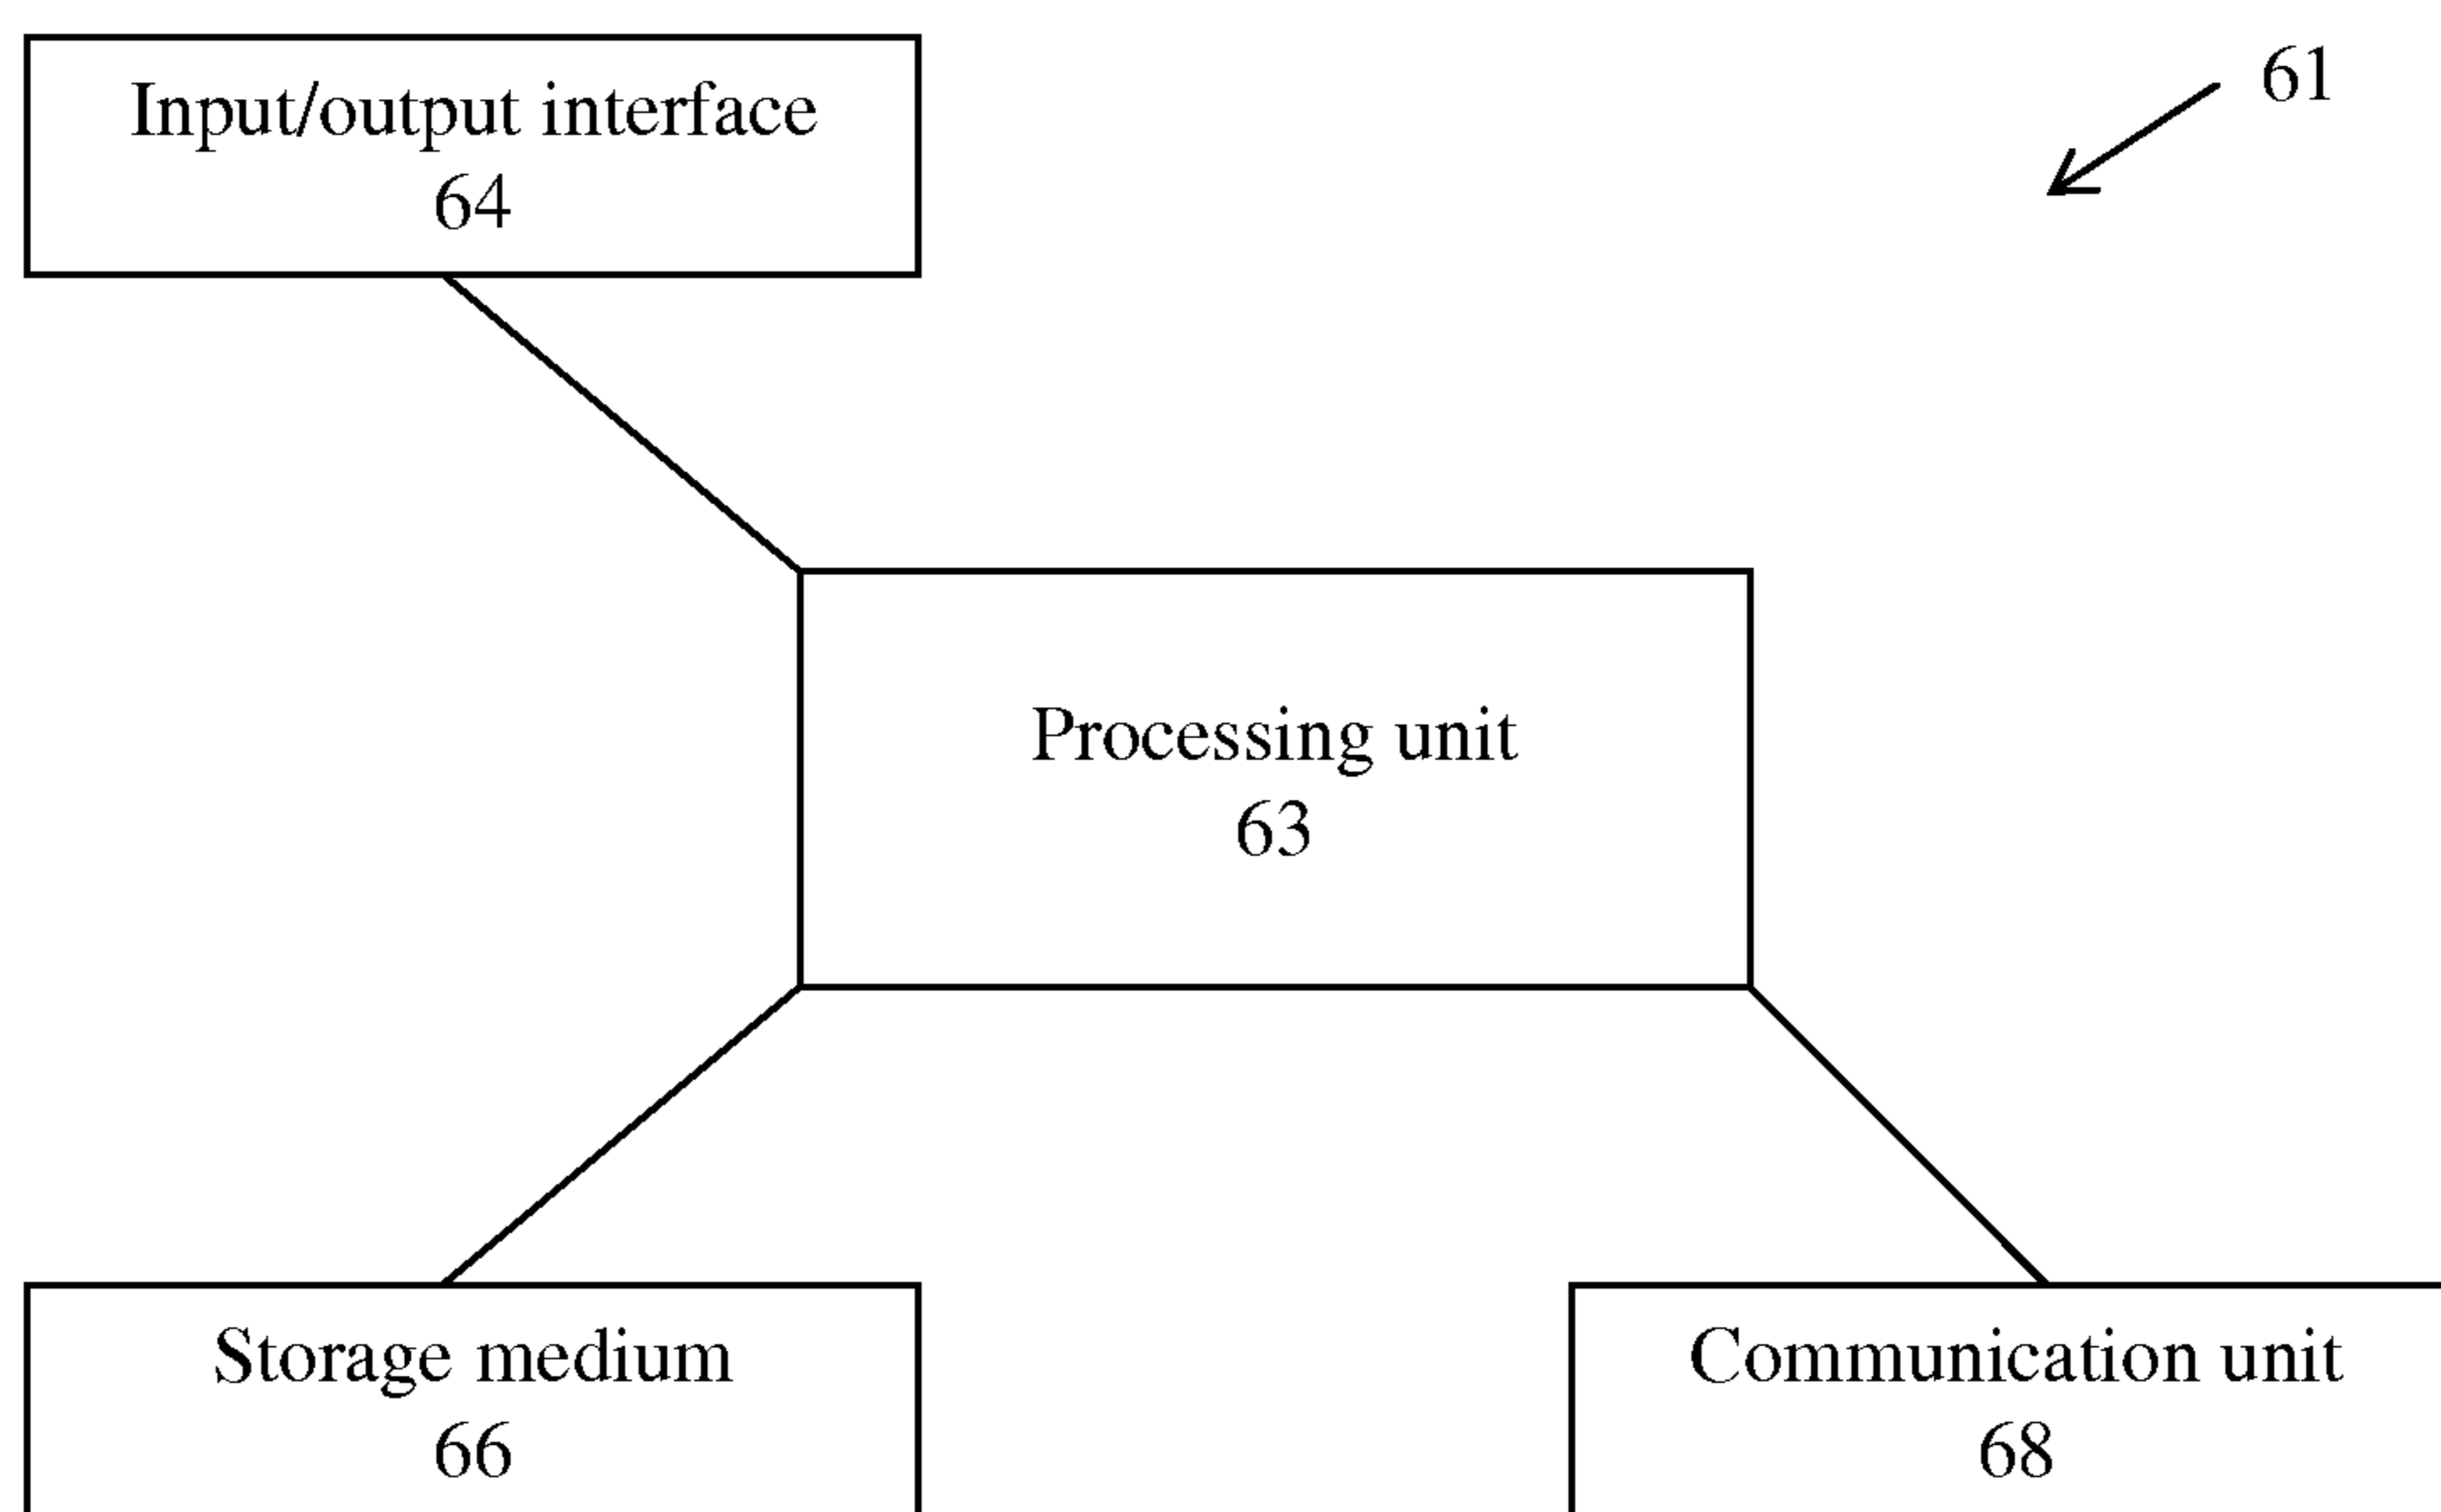 Input/output interface
64
61
Processing unit
63
Storage medium
66
Communication unit
68